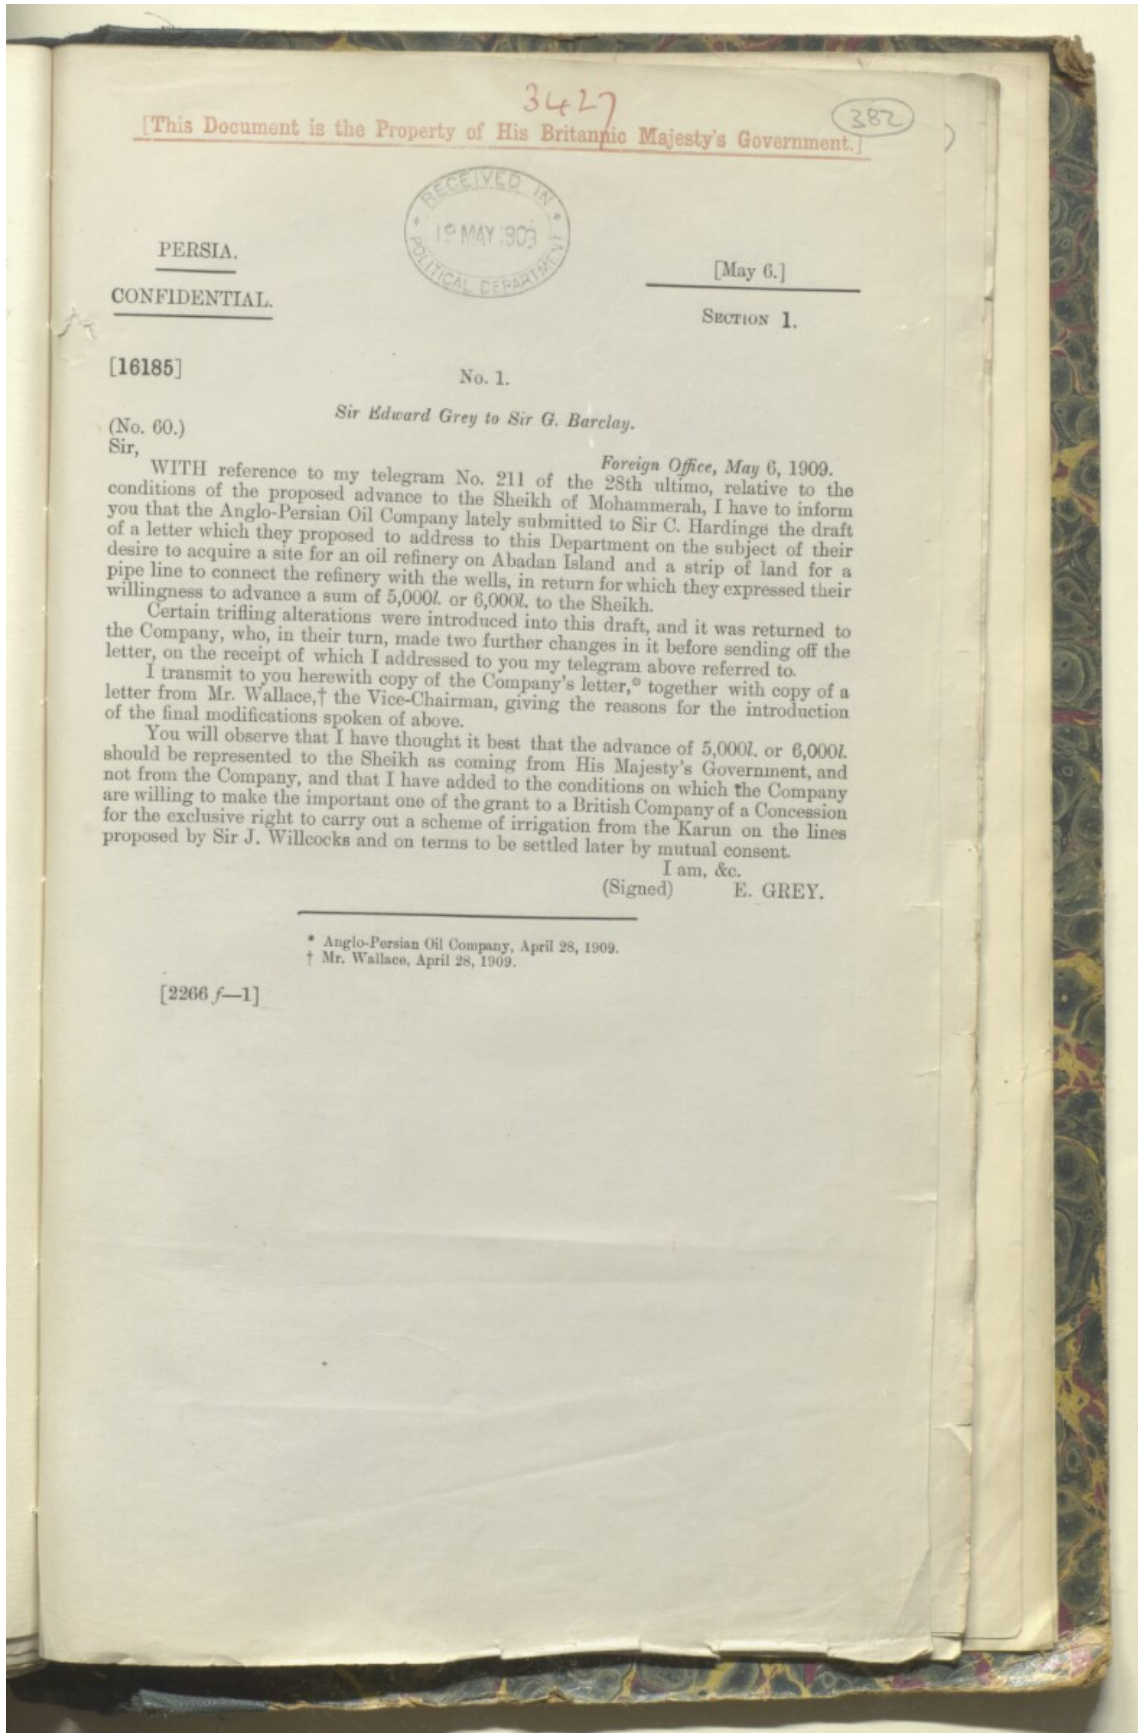 3427
382
[This Document is the Property of His Britannic Majesty's Government.]
RECEIVED IN
MAY 1909
POLITICAL DEPARTMENT
PERSIA.
[May 6.]
CONFIDENTIAL.
SECTION 1.
[16185]
No. 1.
Sir Edward Grey to Sir G. Barclay.
(No. 60.)
Sir,
Foreign Office, May 6, 1909.
WITH reference to my telegram No. 211 of the 28th ultimo, relative to the
conditions of the proposed advance to the Sheikh of Mohammerah, I have to inform
you that the Anglo-Persian Oil Company lately submitted to Sir C. Hardinge the draft
of a letter which they proposed to address to this Department on the subject of their
desire to acquire a site for an oil refinery on Abadan Island and a strip of land for a
pipe line to connect the refinery with the wells, in return for which they expressed their
willingness to advance a sum of 5,000l. or 6,000l. to the Sheikh.
Certain trifling alterations were introduced into this draft, and it was returned to
the Company, who, in their turn, made two further changes in it before sending off the
letter, on the receipt of which I addressed to you my telegram above referred to.
I transmit to you herewith copy of the Company's letter,* together with copy of a
letter from Mr. Wallace,† the Vice-Chairman, giving the reasons for the introduction
of the final modifications spoken of above.
You will observe that I have thought it best that the advance of 5,000l. or 6,000l.
should be represented to the Sheikh as coming from His Majesty's Government, and
not from the Company, and that I have added to the conditions on which the Company
are willing to make the important one of the grant to a British Company of a Concession
for the exclusive right to carry out a scheme of irrigation from the Karun on the lines
proposed by Sir J. Willcocks and on terms to be settled later by mutual consent.
I am, &c.
(Signed) E. GREY.
* Anglo-Persian Oil Company, April 28, 1909.
† Mr. Wallace, April 28, 1909.
[2266 f—1]